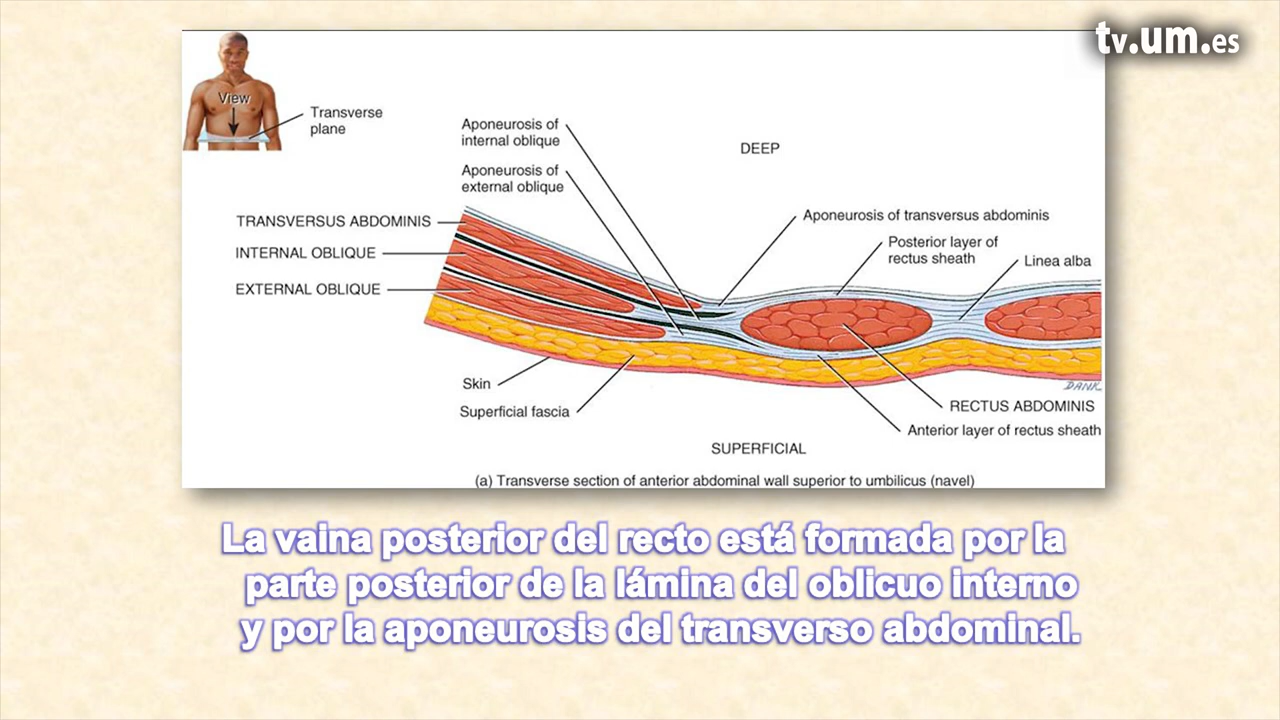 tv.um.es
View
Transverse
plane
Aponeurosis of
internal oblique
DEEP
Aponeurosis of
external oblique
TRANSVERSUS ABDOMINIS
Aponeurosis of transversus abdominis
INTERNAL OBLIQUE
Posterior layer of
rectus sheath
Linea alba
EXTERNAL OBLIQUE
Skin
DANK
Superficial fascia
RECTUS ABDOMINIS
Anterior layer of rectus sheath
SUPERFICIAL
(a) Transverse section of anterior abdominal wall superior to umbilicus (navel)
La vaina posterior del recto está formada por la
parte posterior de la lámina del oblicuo interno
y por la aponeurosis del transverso abdominal.